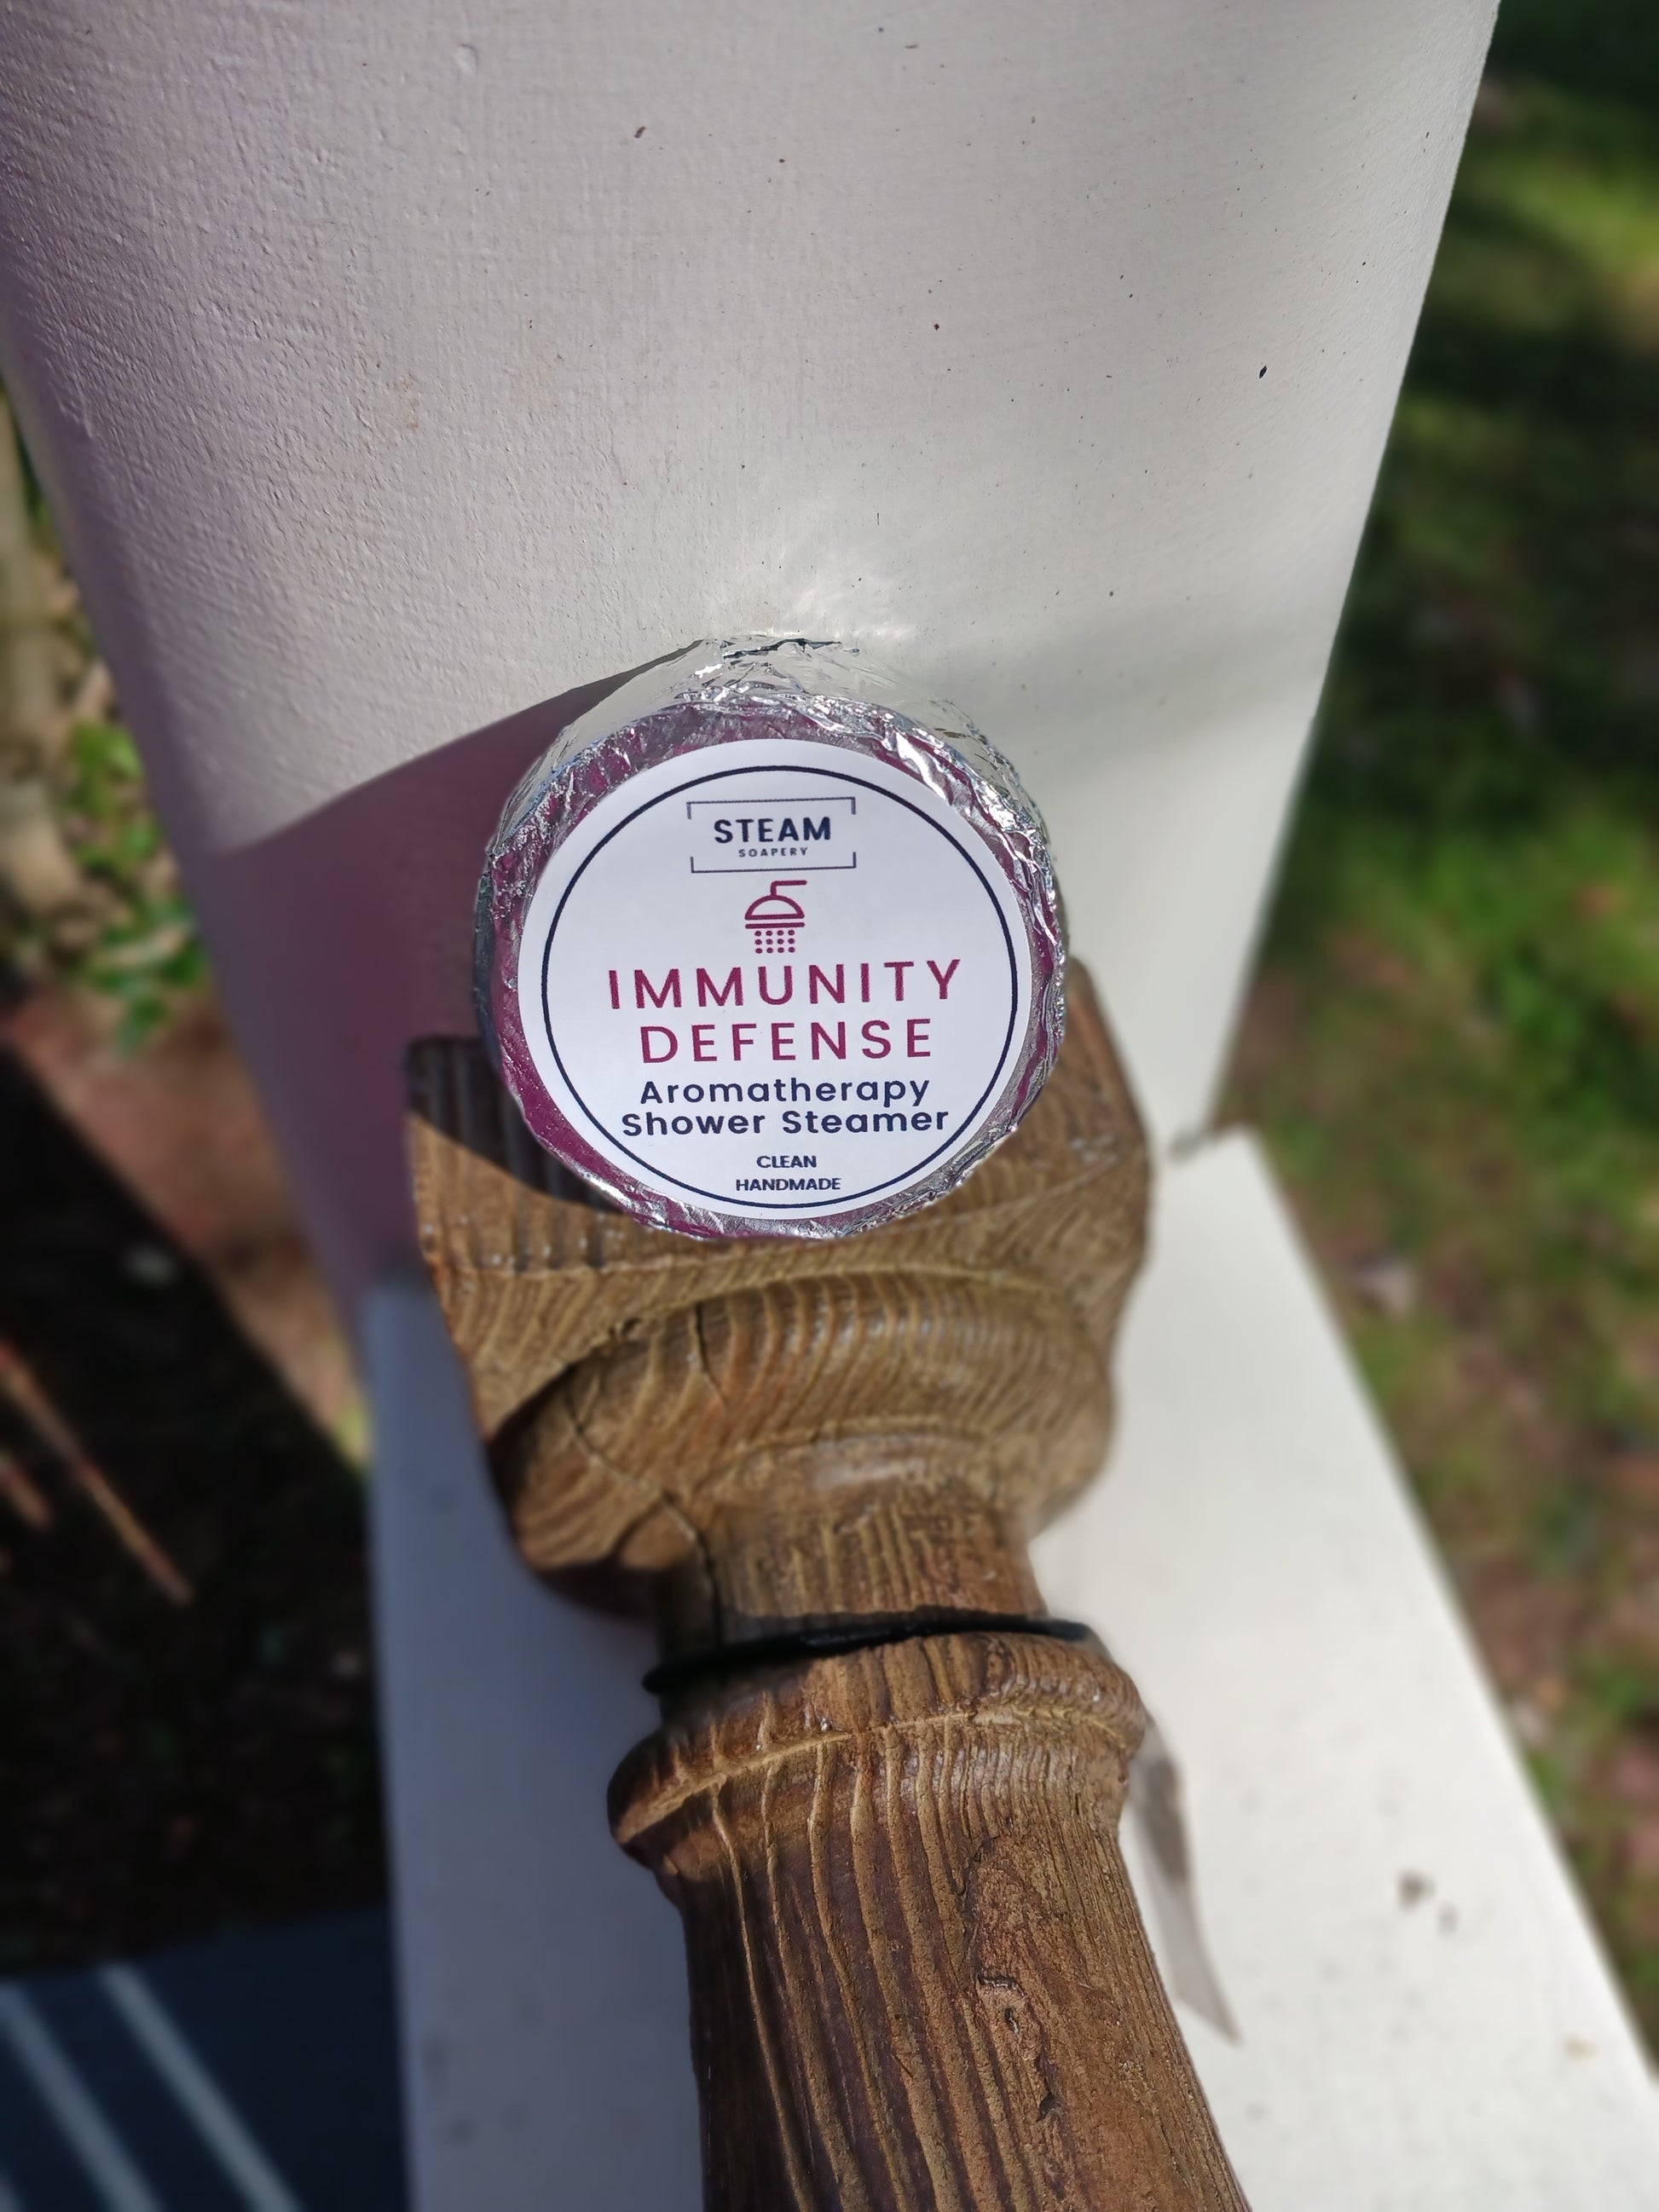 STEAM
SOAPERY
IMMUNITY
DEFENSE
Aromatherapy
Shower Steamer
CLEAN
HANDMADE